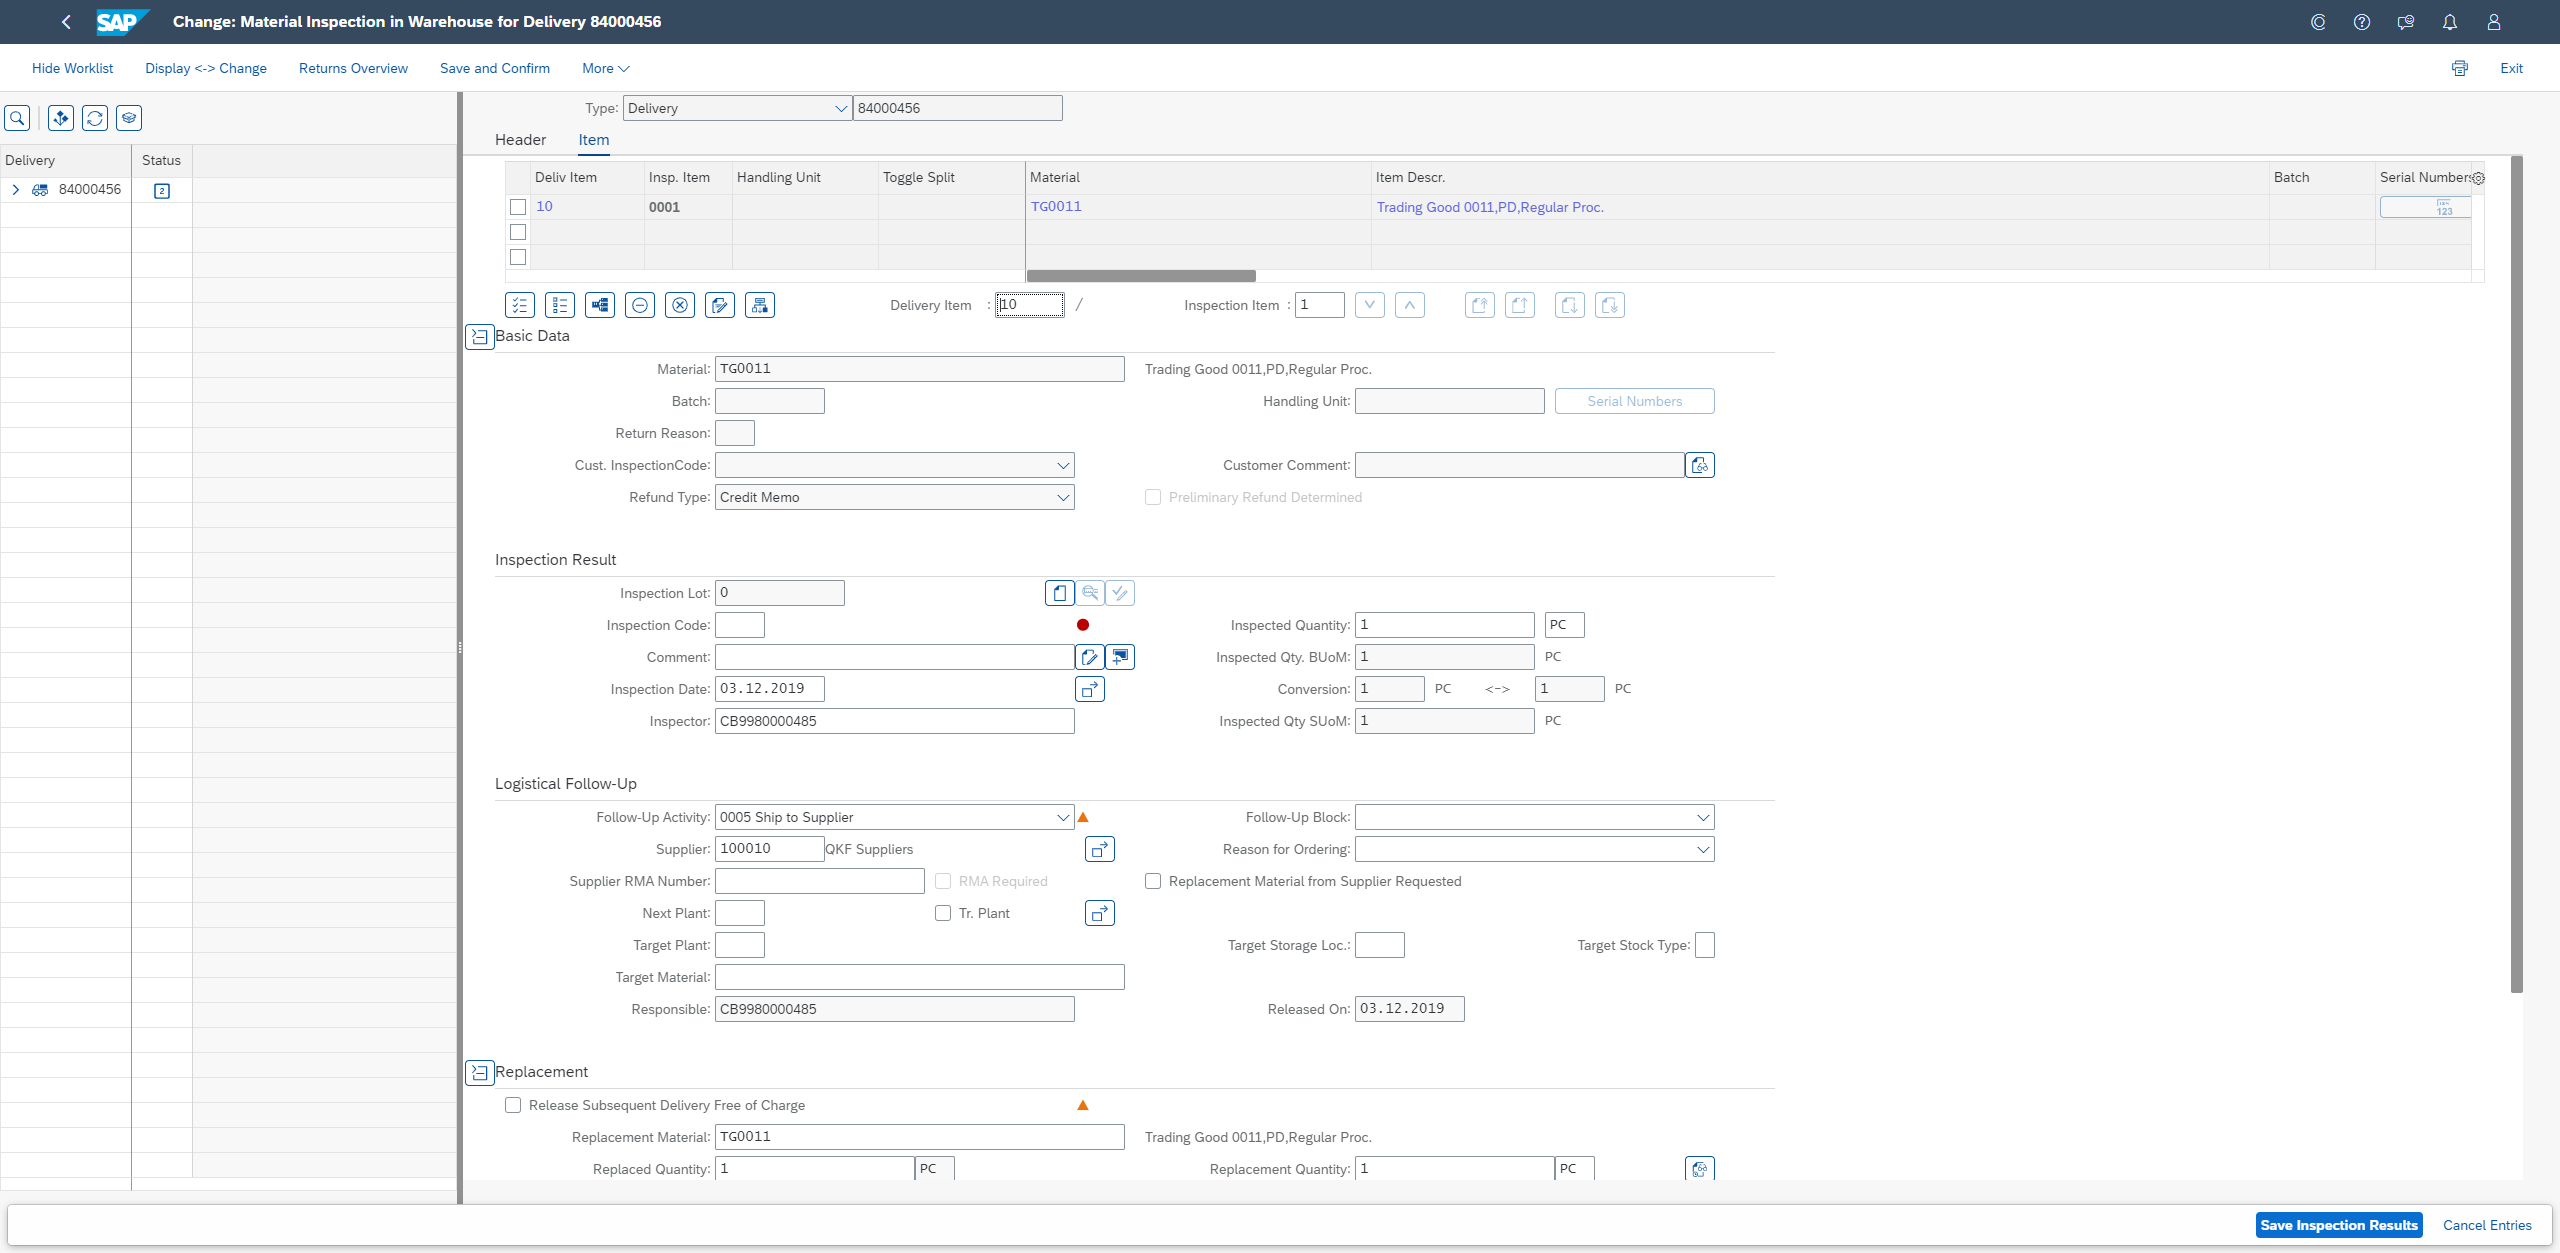 SAP Change: Material Inspection in Warehouse for Delivery 84000456
Hide Worklist Display <-> Change Returns Overview Save and Confirm More Exit
Type: Delivery 84000456
Header Item
Delivery Status
84000456 2
Deliv Item Insp. Item Handling Unit Toggle Split Material Item Descr. Batch Serial Numbers
10 0001 TG0011 Trading Good 0011,PD,Regular Proc. 123
Delivery Item : 10 / Inspection Item : 1
Basic Data
Material: TG0011 Trading Good 0011,PD,Regular Proc.
Batch: Handling Unit: Serial Numbers
Return Reason:
Cust. InspectionCode: Customer Comment:
Refund Type: Credit Memo Preliminary Refund Determined
Inspection Result
Inspection Lot: 0
Inspection Code: Inspected Quantity: 1 PC
Comment: Inspected Qty. BUoM: 1 PC
Inspection Date: 03.12.2019 Conversion: 1 PC <-> 1 PC
Inspector: CB9980000485 Inspected Qty SUoM: 1 PC
Logistical Follow-Up
Follow-Up Activity: 0005 Ship to Supplier Follow-Up Block:
Supplier: 100010 QKF Suppliers Reason for Ordering:
Supplier RMA Number: RMA Required Replacement Material from Supplier Requested
Next Plant: Tr. Plant
Target Plant: Target Storage Loc.: Target Stock Type:
Target Material:
Responsible: CB9980000485 Released On: 03.12.2019
Replacement
Release Subsequent Delivery Free of Charge
Replacement Material: TG0011 Trading Good 0011,PD,Regular Proc.
Replaced Quantity: 1 PC Replacement Quantity: 1 PC
Save Inspection Results Cancel Entries